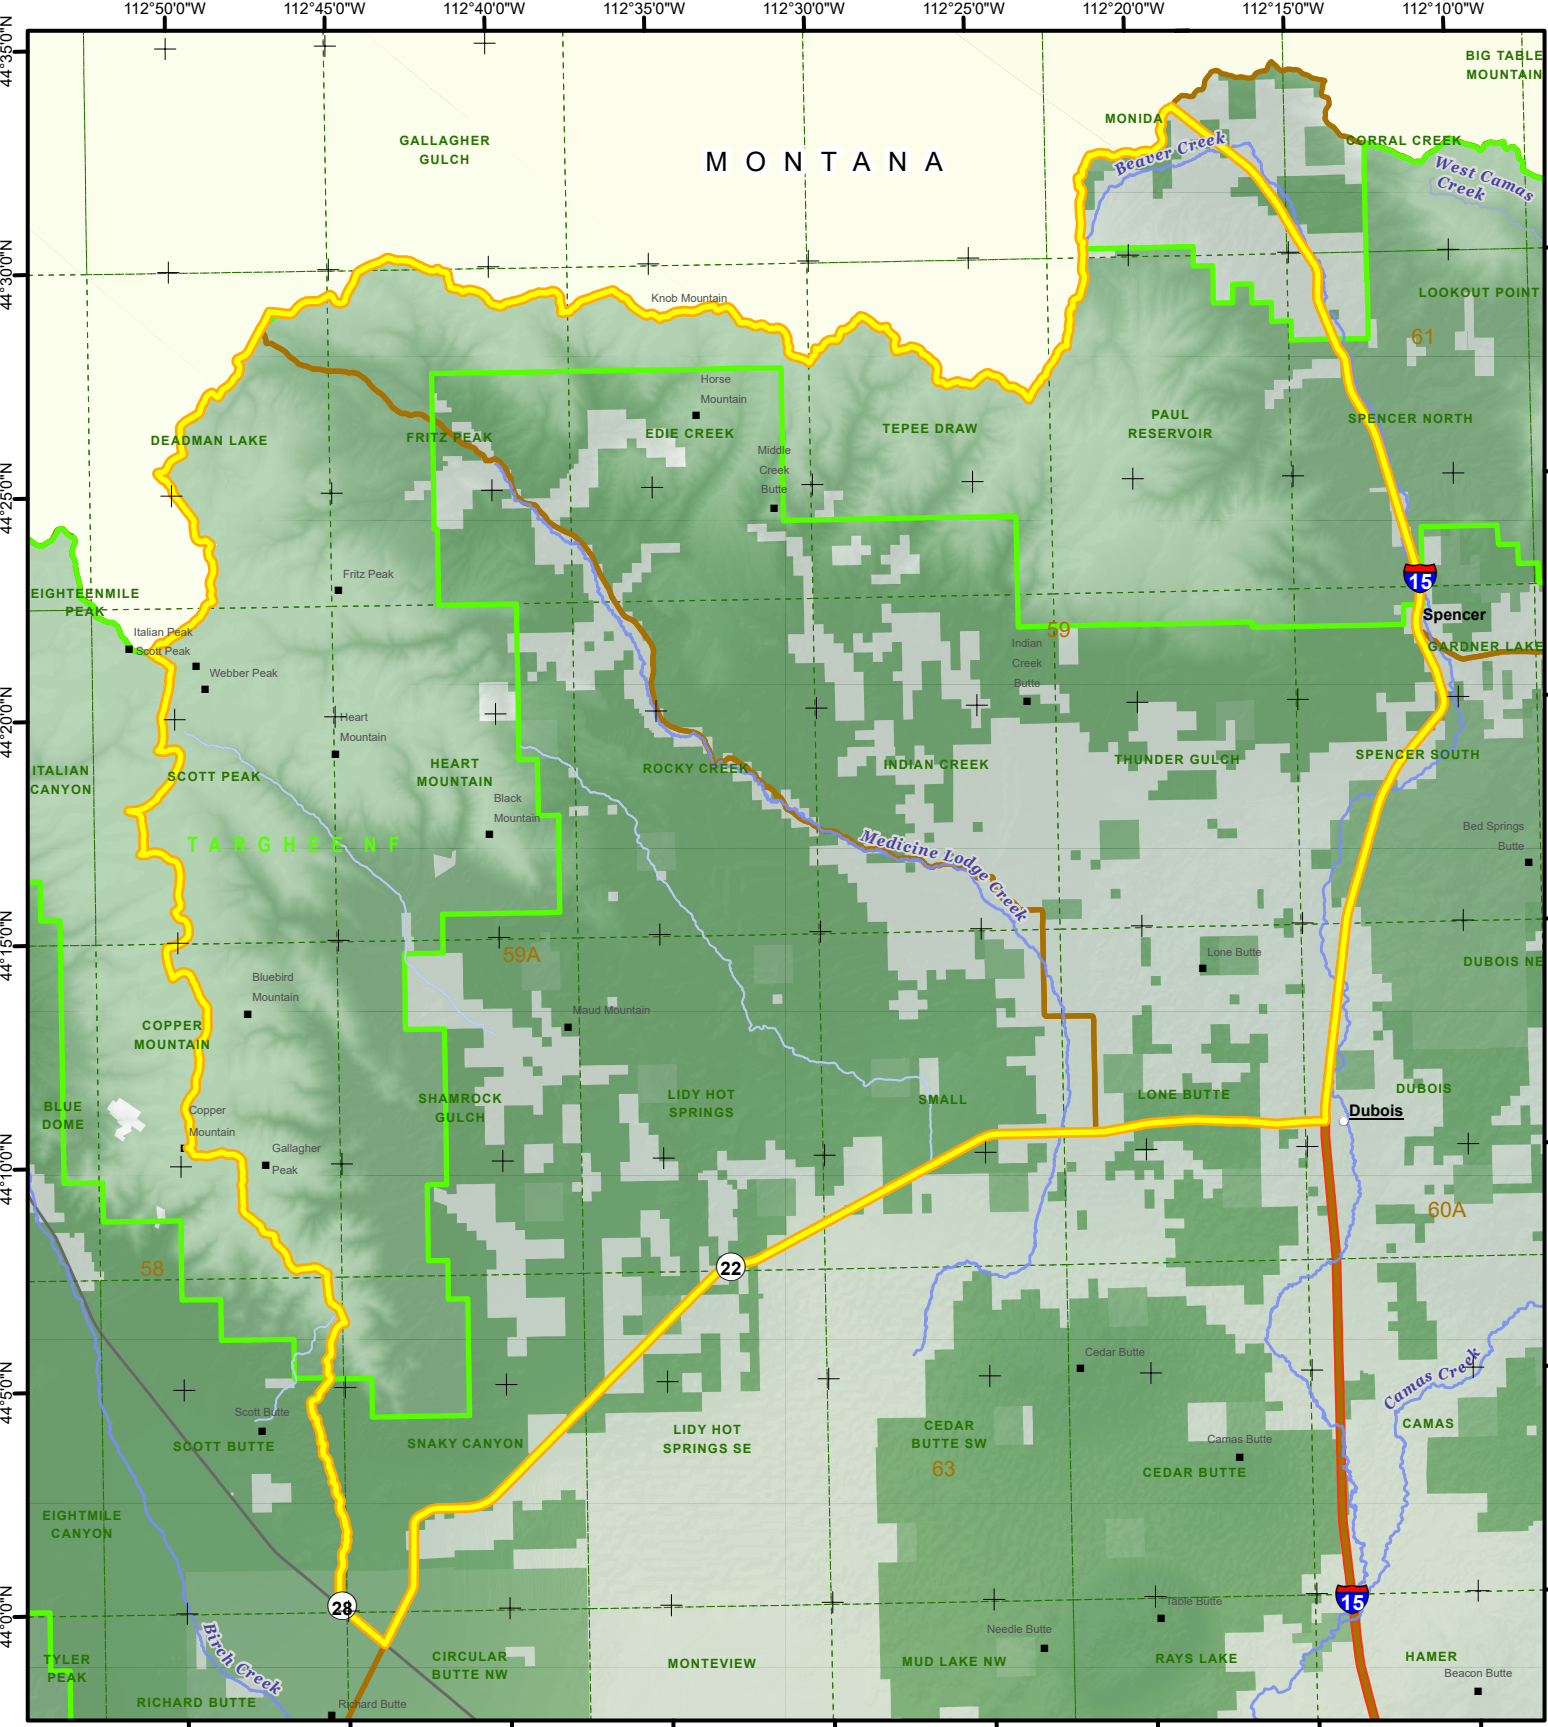 112°50'0"W 112°45'0"W 112°40'0"W 112°35'0"W 112°30'0"W 112°25'0"W 112°20'0"W 112°15'0"W 112°10'0"W
44°35'0"N
BIG TABLE
MOUNTAIN
MONIDA
GALLAGHER
GULCH
MONTANA
Beaver Creek
CORRAL CREEK
West Camas
Creek
44°30'0"N
Knob Mountain
LOOKOUT POINT
61
Horse
Mountain
DEADMAN LAKE
FRITZ PEAK
EDIE CREEK
TEPEE DRAW
PAUL
RESERVOIR
SPENCER NORTH
Middle
Creek
Butte
44°25'0"N
Fritz Peak
15
EIGHTEENMILE
PEAK
Spencer
Italian Peak
Scott Peak
Webber Peak
59
Indian
Creek
Butte
GARDNER LAKE
44°20'0"N
Heart
Mountain
ITALIAN
CANYON
SCOTT PEAK
HEART
MOUNTAIN
ROCKY CREEK
INDIAN CREEK
THUNDER GULCH
SPENCER SOUTH
Black
Mountain
TARGHEE NF
Medicine Lodge Creek
Bed Springs
Butte
44°15'0"N
59A
Lone Butte
DUBOIS NE
Bluebird
Mountain
COPPER
MOUNTAIN
Maud Mountain
BLUE
DOME
Copper
Mountain
SHAMROCK
GULCH
LIDY HOT
SPRINGS
SMALL
LONE BUTTE
DUBOIS
Dubois
44°10'0"N
Gallagher
Peak
60A
58
22
Cedar Butte
44°5'0"N
Camas Creek
Scott Butte
SCOTT BUTTE
SNAKY CANYON
LIDY HOT
SPRINGS SE
CEDAR
BUTTE SW
63
Camas Butte
CEDAR BUTTE
CAMAS
EIGHTMILE
CANYON
44°0'0"N
28
15
Table Butte
Needle Butte
Birch Creek
TYLER
PEAK
CIRCULAR
BUTTE NW
MONTEVIEW
MUD LAKE NW
RAYS LAKE
HAMER
Beacon Butte
RICHARD BUTTE
Richard Butte